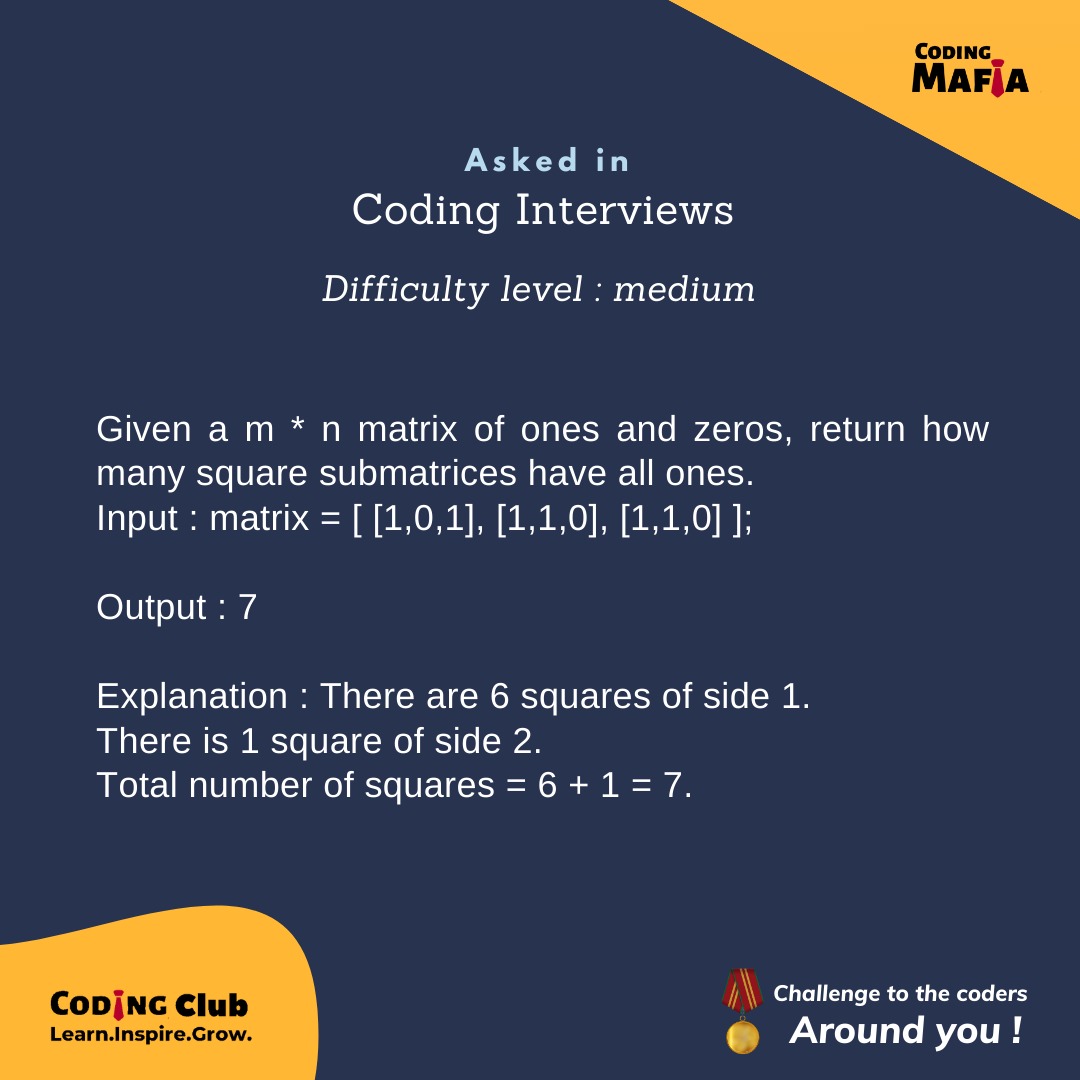 CODING
MAFIA
Asked in
Coding Interviews
Difficulty level : medium
Given a m * n matrix of ones and zeros, return how
many square submatrices have all ones.
Input : matrix = [ [1,0,1], [1,1,0], [1,1,0] ];
Output : 7
Explanation : There are 6 squares of side 1.
There is 1 square of side 2.
Total number of squares = 6 + 1 = 7.
CODING Club
Learn.Inspire.Grow.
Challenge to the coders
Around you !